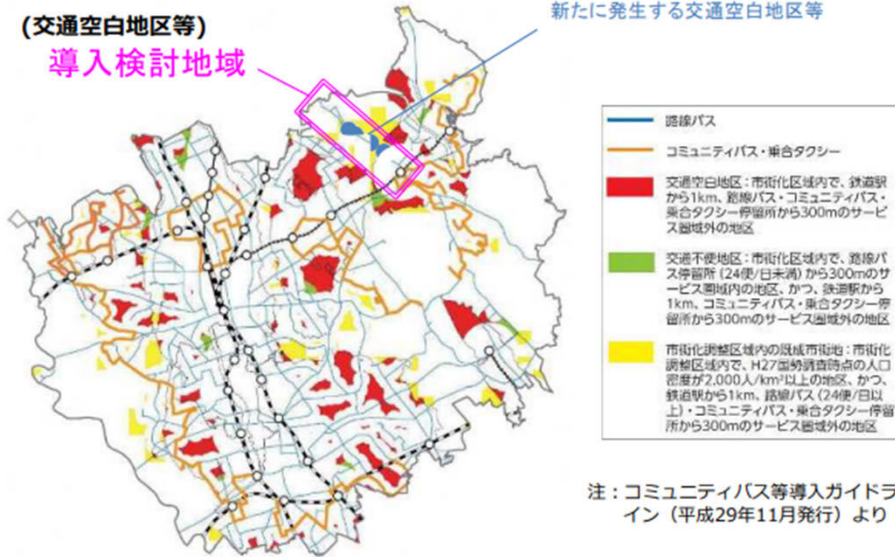 新たに発生する交通空白地区等
(交通空白地区等)
導入検討地域
路線バス
コミュニティバス・乗合タクシー
交通空白地区：市街化区域内で、鉄道駅
から1km、路線バス・コミュニティバス・
乗合タクシー停留所から300mのサービ
ス圏域外の地区
交通不便地区：市街化区域内で、路線バ
ス停留所（24便/日未満）から300mのサ
ービス圏域内の地区、かつ、鉄道駅から
1km、コミュニティバス・乗合タクシー停
留所から300mのサービス圏域外の地区
市街化調整区域内の既成市街地：市街化
調整区域内で、H27国勢調査時点の人口
密度が2,000人/km²以上の地区、かつ、
鉄道駅から1km、路線バス（24便/日以
上）・コミュニティバス・乗合タクシー停留
所から300mのサービス圏域外の地区
注：コミュニティバス等導入ガイドラ
イン（平成29年11月発行）より